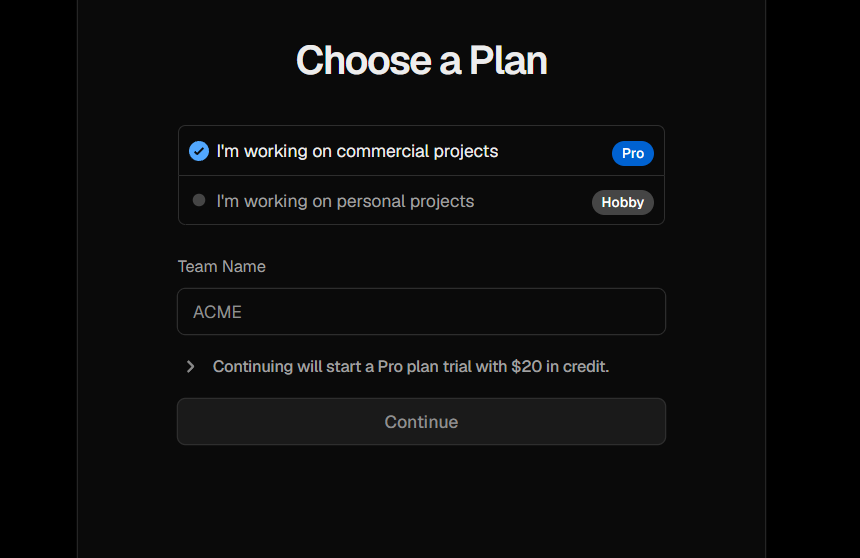 Choose a Plan
I'm working on commercial projects Pro
I'm working on personal projects Hobby
Team Name
ACME
Continuing will start a Pro plan trial with $20 in credit.
Continue